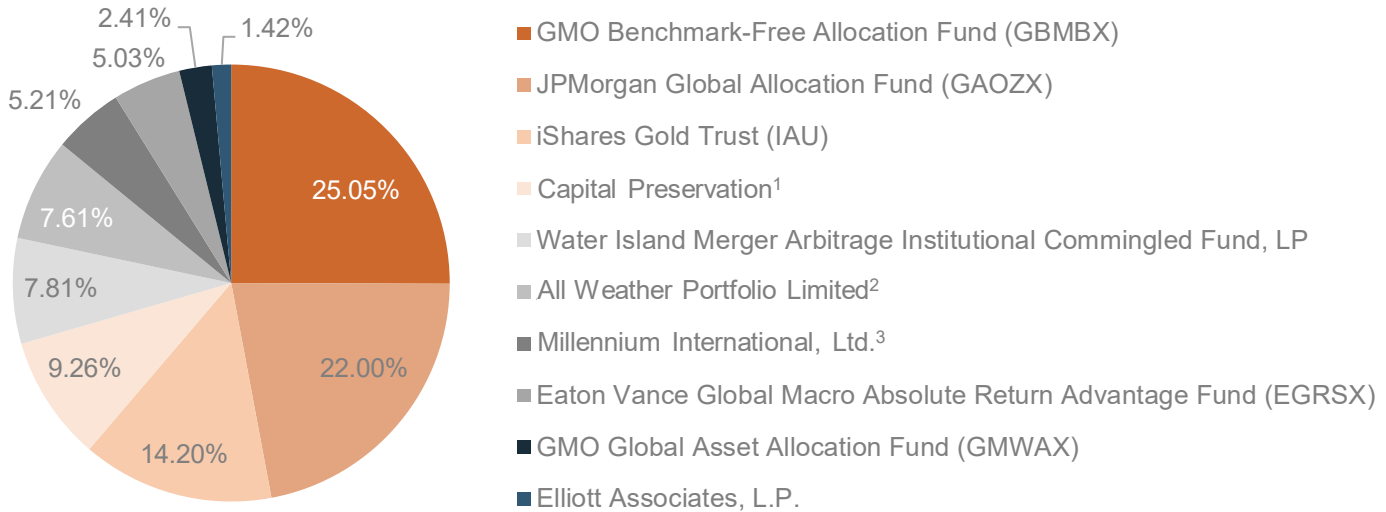 2.41%
1.42%
5.03%
5.21%
25.05%
7.61%
7.81%
9.26%
22.00%
14.20%
GMO Benchmark-Free Allocation Fund (GBMBX)
JPMorgan Global Allocation Fund (GAOZX)
iShares Gold Trust (IAU)
Capital Preservation¹
Water Island Merger Arbitrage Institutional Commingled Fund, LP
All Weather Portfolio Limited²
Millennium International, Ltd.³
Eaton Vance Global Macro Absolute Return Advantage Fund (EGRSX)
GMO Global Asset Allocation Fund (GMWAX)
Elliott Associates, L.P.